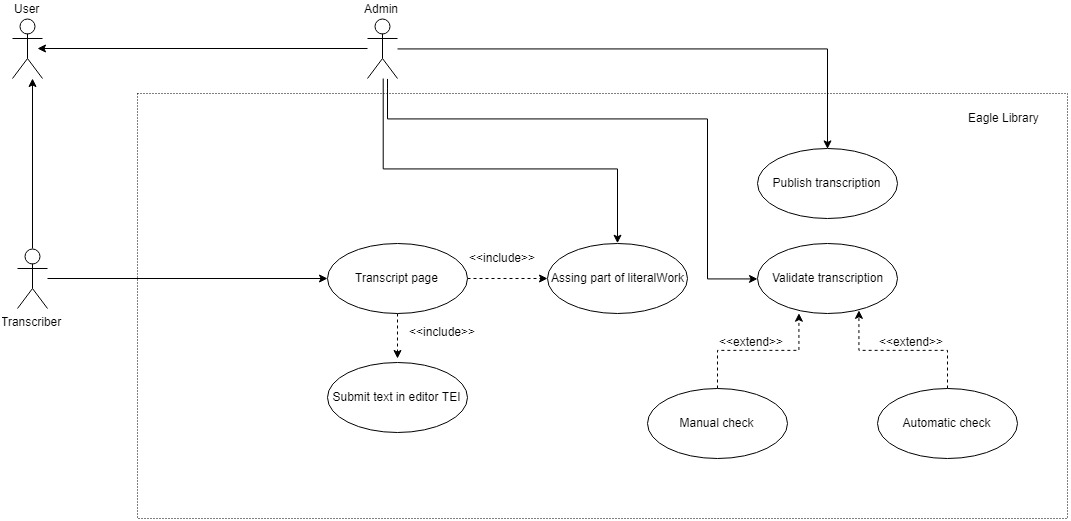 User
Admin
Eagle Library
Publish transcription
<<include>>
Transcript page
Assing part of literalWork
Validate transcription
Transcriber
<<include>>
<<extend>>
<<extend>>
Submit text in editor TEI
Manual check
Automatic check